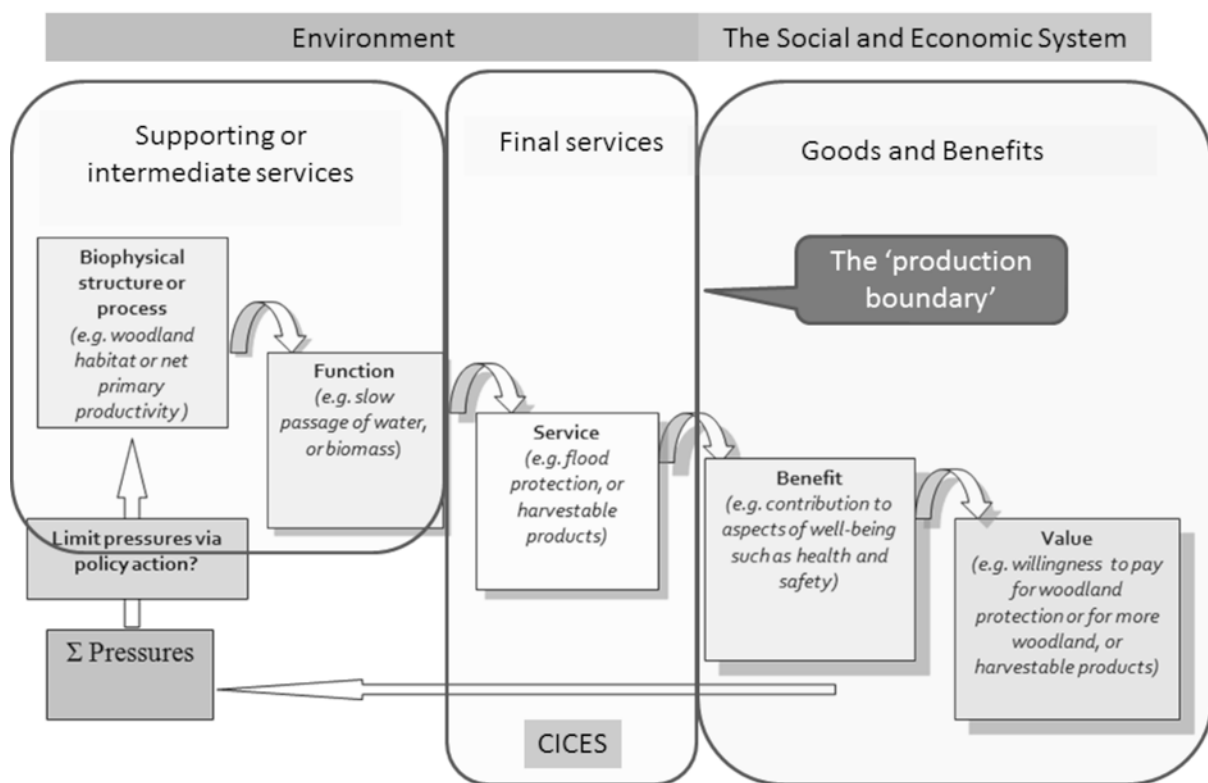 Environment
The Social and Economic System
Supporting or
intermediate services
Final services
Goods and Benefits
The ‘production
boundary’
Biophysical
structure or
process
(e.g. woodland
habitat or net
primary
productivity )
Function
(e.g. slow
passage of water,
or biomass)
Service
(e.g. flood
protection, or
harvestable
products)
Benefit
(e.g. contribution to
aspects of well-being
such as health and
safety)
Value
(e.g. willingness to pay
for woodland
protection or for more
woodland, or
harvestable products)
Limit pressures via
policy action?
Σ Pressures
CICES